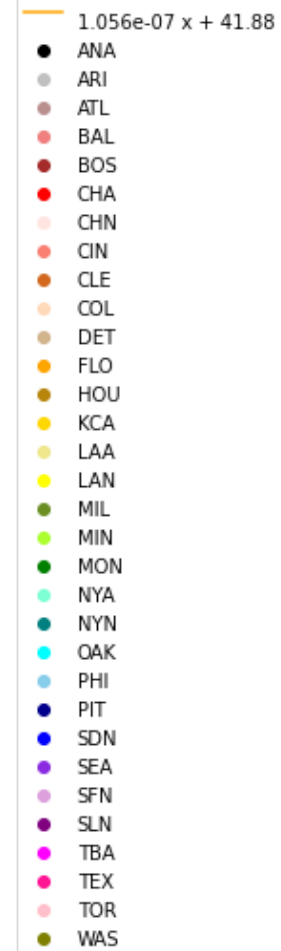 1.056e-07 x + 41.88
ANA
ARI
ATL
BAL
BOS
CHA
CHN
CIN
CLE
COL
DET
FLO
HOU
KCA
LAA
LAN
MIL
MIN
MON
NYA
NYN
OAK
PHI
PIT
SDN
SEA
SFN
SLN
TBA
TEX
TOR
WAS